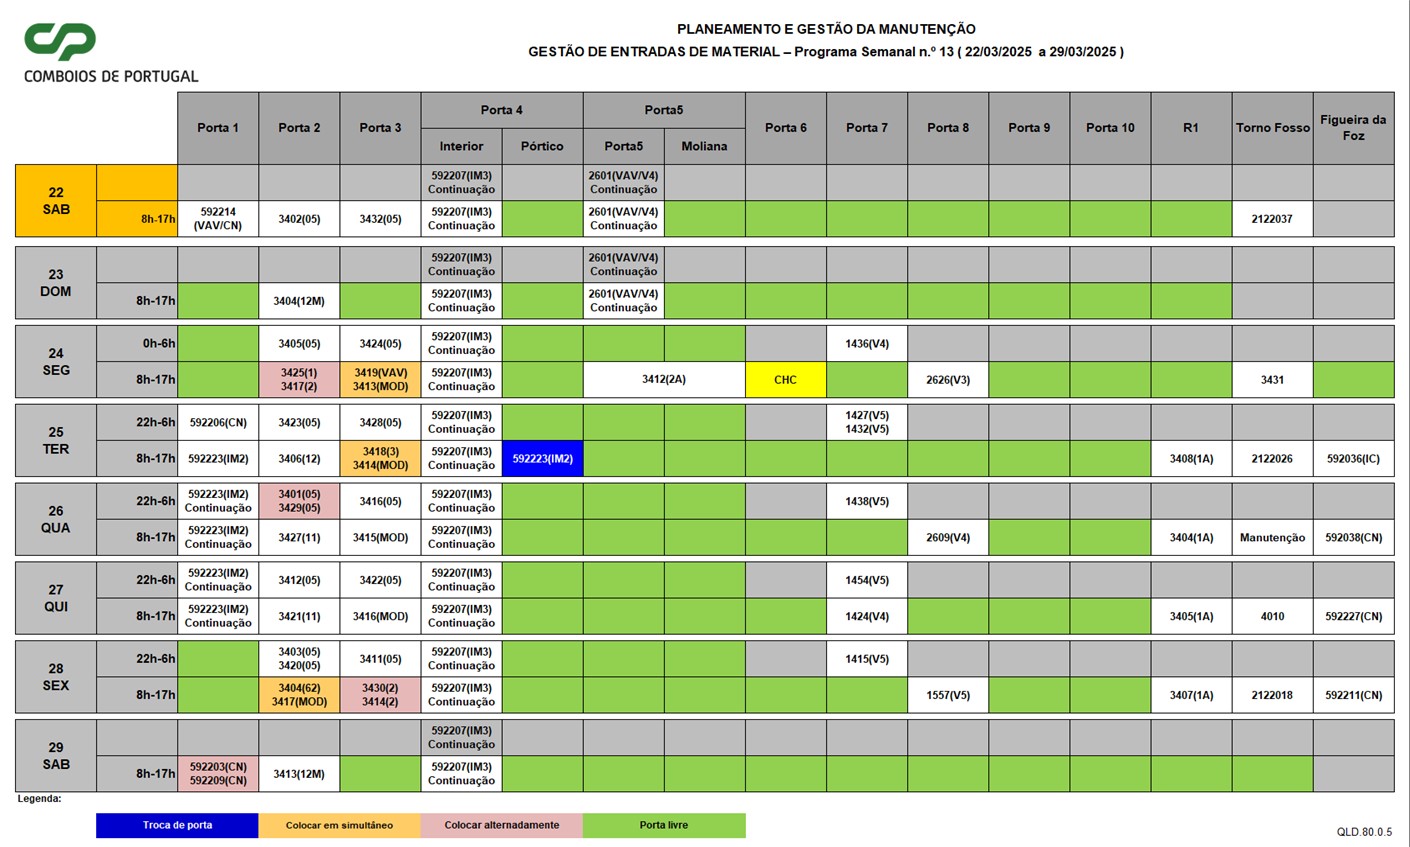 COMBOIOS DE PORTUGAL
PLANEAMENTO E GESTÃO DA MANUTENÇÃO
GESTÃO DE ENTRADAS DE MATERIAL – Programa Semanal n.º 13 ( 22/03/2025 a 29/03/2025 )
Porta 1 Porta 2 Porta 3 Porta 4 Porta5 Porta 6 Porta 7 Porta 8 Porta 9 Porta 10 R1 Torno Fosso Figueira da Foz
Interior Pórtico Porta5 Moliana
22 SAB
592207(IM3) 2601(VAV/V4)
Continuação Continuação
8h-17h 592214 (VAV/CN) 3402(05) 3432(05) 592207(IM3) Continuação 2601(VAV/V4) Continuação 2122037
23 DOM
592207(IM3) 2601(VAV/V4)
Continuação Continuação
8h-17h 3404(12M) 592207(IM3) Continuação 2601(VAV/V4) Continuação
24 SEG
0h-6h 3405(05) 3424(05) 592207(IM3) Continuação 1436(V4)
8h-17h 3425(1) 3417(2) 3419(VAV) 3413(MOD) 592207(IM3) Continuação 3412(2A) CHC 2626(V3) 3431
25 TER
22h-6h 592206(CN) 3423(05) 3428(05) 592207(IM3) Continuação 1427(V5) 1432(V5)
8h-17h 592223(IM2) 3406(12) 3418(3) 3414(MOD) 592207(IM3) Continuação 592223(IM2) 3408(1A) 2122026 592036(IC)
26 QUA
22h-6h 592223(IM2) Continuação 3401(05) 3429(05) 3416(05) 592207(IM3) Continuação 1438(V5)
8h-17h 592223(IM2) Continuação 3427(11) 3415(MOD) 592207(IM3) Continuação 2609(V4) 3404(1A) Manutenção 592038(CN)
27 QUI
22h-6h 592223(IM2) Continuação 3412(05) 3422(05) 592207(IM3) Continuação 1454(V5)
8h-17h 592223(IM2) Continuação 3421(11) 3416(MOD) 592207(IM3) Continuação 1424(V4) 3405(1A) 4010 592227(CN)
28 SEX
22h-6h 3403(05) 3420(05) 3411(05) 592207(IM3) Continuação 1415(V5)
8h-17h 3404(62) 3417(MOD) 3430(2) 3414(2) 592207(IM3) Continuação 1557(V5) 3407(1A) 2122018 592211(CN)
29 SAB
592207(IM3)
Continuação
8h-17h 592203(CN) 592209(CN) 3413(12M) 592207(IM3) Continuação
Legenda:
Troca de porta Colocar em simultáneo Colocar alternadamente Porta livre
QLD.80.0.5